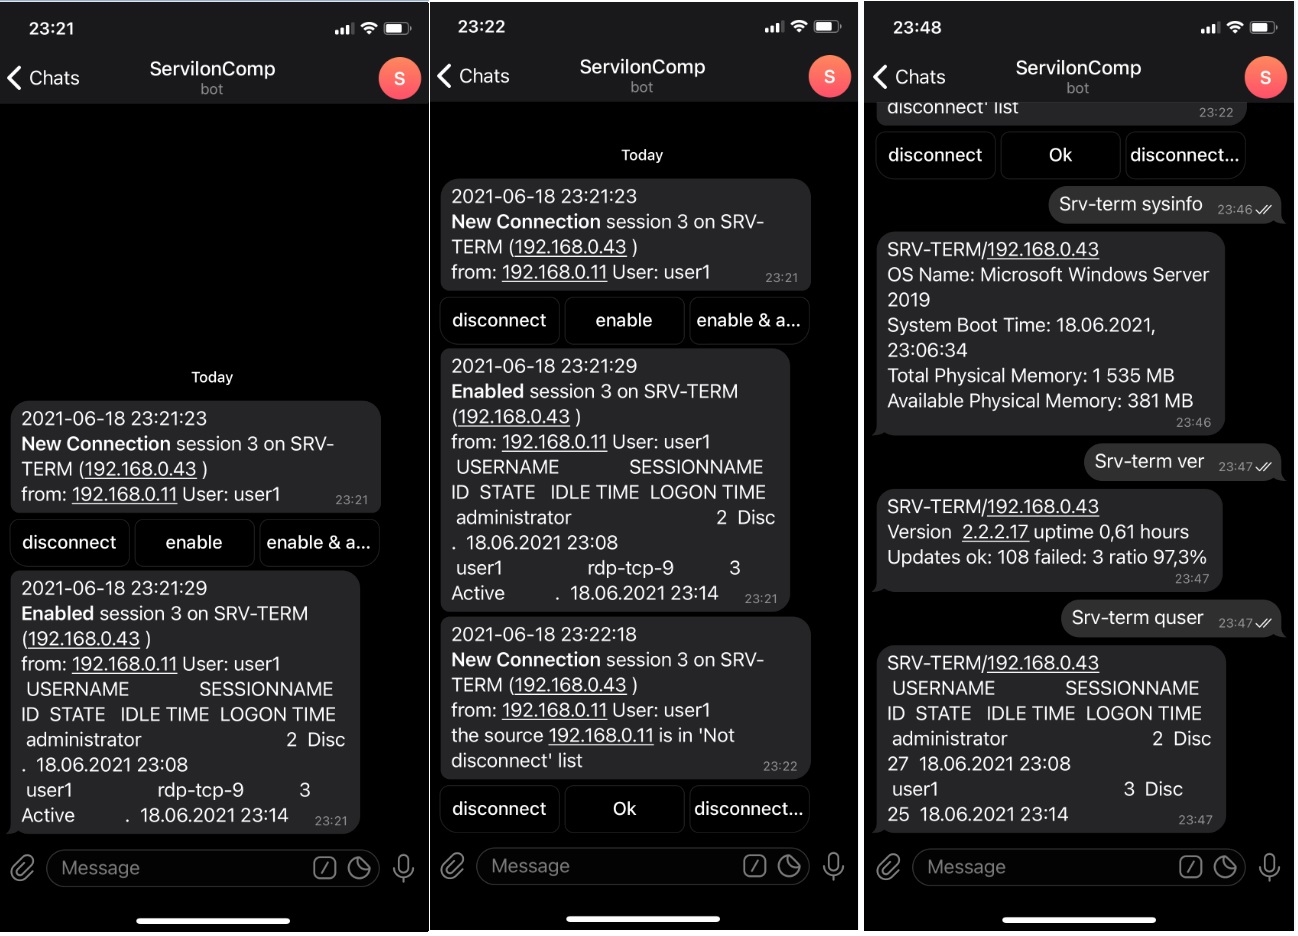 23:21
Chats
ServilonComp
bot
S
Today
2021-06-18 23:21:23
New Connection session 3 on SRV-
TERM (192.168.0.43 )
from: 192.168.0.11 User: user1
23:21
disconnect enable enable & a...
2021-06-18 23:21:29
Enabled session 3 on SRV-TERM
(192.168.0.43 )
from: 192.168.0.11 User: user1
USERNAME SESSIONNAME
ID STATE IDLE TIME LOGON TIME
administrator 2 Disc
. 18.06.2021 23:08
user1 rdp-tcp-9 3
Active . 18.06.2021 23:14
23:21
Message
23:22
Chats
ServilonComp
bot
S
Today
2021-06-18 23:21:23
New Connection session 3 on SRV-
TERM (192.168.0.43 )
from: 192.168.0.11 User: user1
23:21
disconnect enable enable & a...
2021-06-18 23:21:29
Enabled session 3 on SRV-TERM
(192.168.0.43 )
from: 192.168.0.11 User: user1
USERNAME SESSIONNAME
ID STATE IDLE TIME LOGON TIME
administrator 2 Disc
. 18.06.2021 23:08
user1 rdp-tcp-9 3
Active . 18.06.2021 23:14
23:21
2021-06-18 23:22:18
New Connection session 3 on SRV-
TERM (192.168.0.43 )
from: 192.168.0.11 User: user1
the source 192.168.0.11 is in 'Not
disconnect' list
23:22
disconnect Ok disconnect...
Message
23:48
Chats
ServilonComp
bot
S
disconnect' list
23:22
disconnect Ok disconnect...
Srv-term sysinfo 23:46
SRV-TERM/192.168.0.43
OS Name: Microsoft Windows Server
2019
System Boot Time: 18.06.2021,
23:06:34
Total Physical Memory: 1 535 MB
Available Physical Memory: 381 MB
23:46
Srv-term ver 23:47
SRV-TERM/192.168.0.43
Version 2.2.2.17 uptime 0,61 hours
Updates ok: 108 failed: 3 ratio 97,3%
23:47
Srv-term quser 23:47
SRV-TERM/192.168.0.43
USERNAME SESSIONNAME
ID STATE IDLE TIME LOGON TIME
administrator 2 Disc
27 18.06.2021 23:08
user1 3 Disc
25 18.06.2021 23:14
23:47
Message